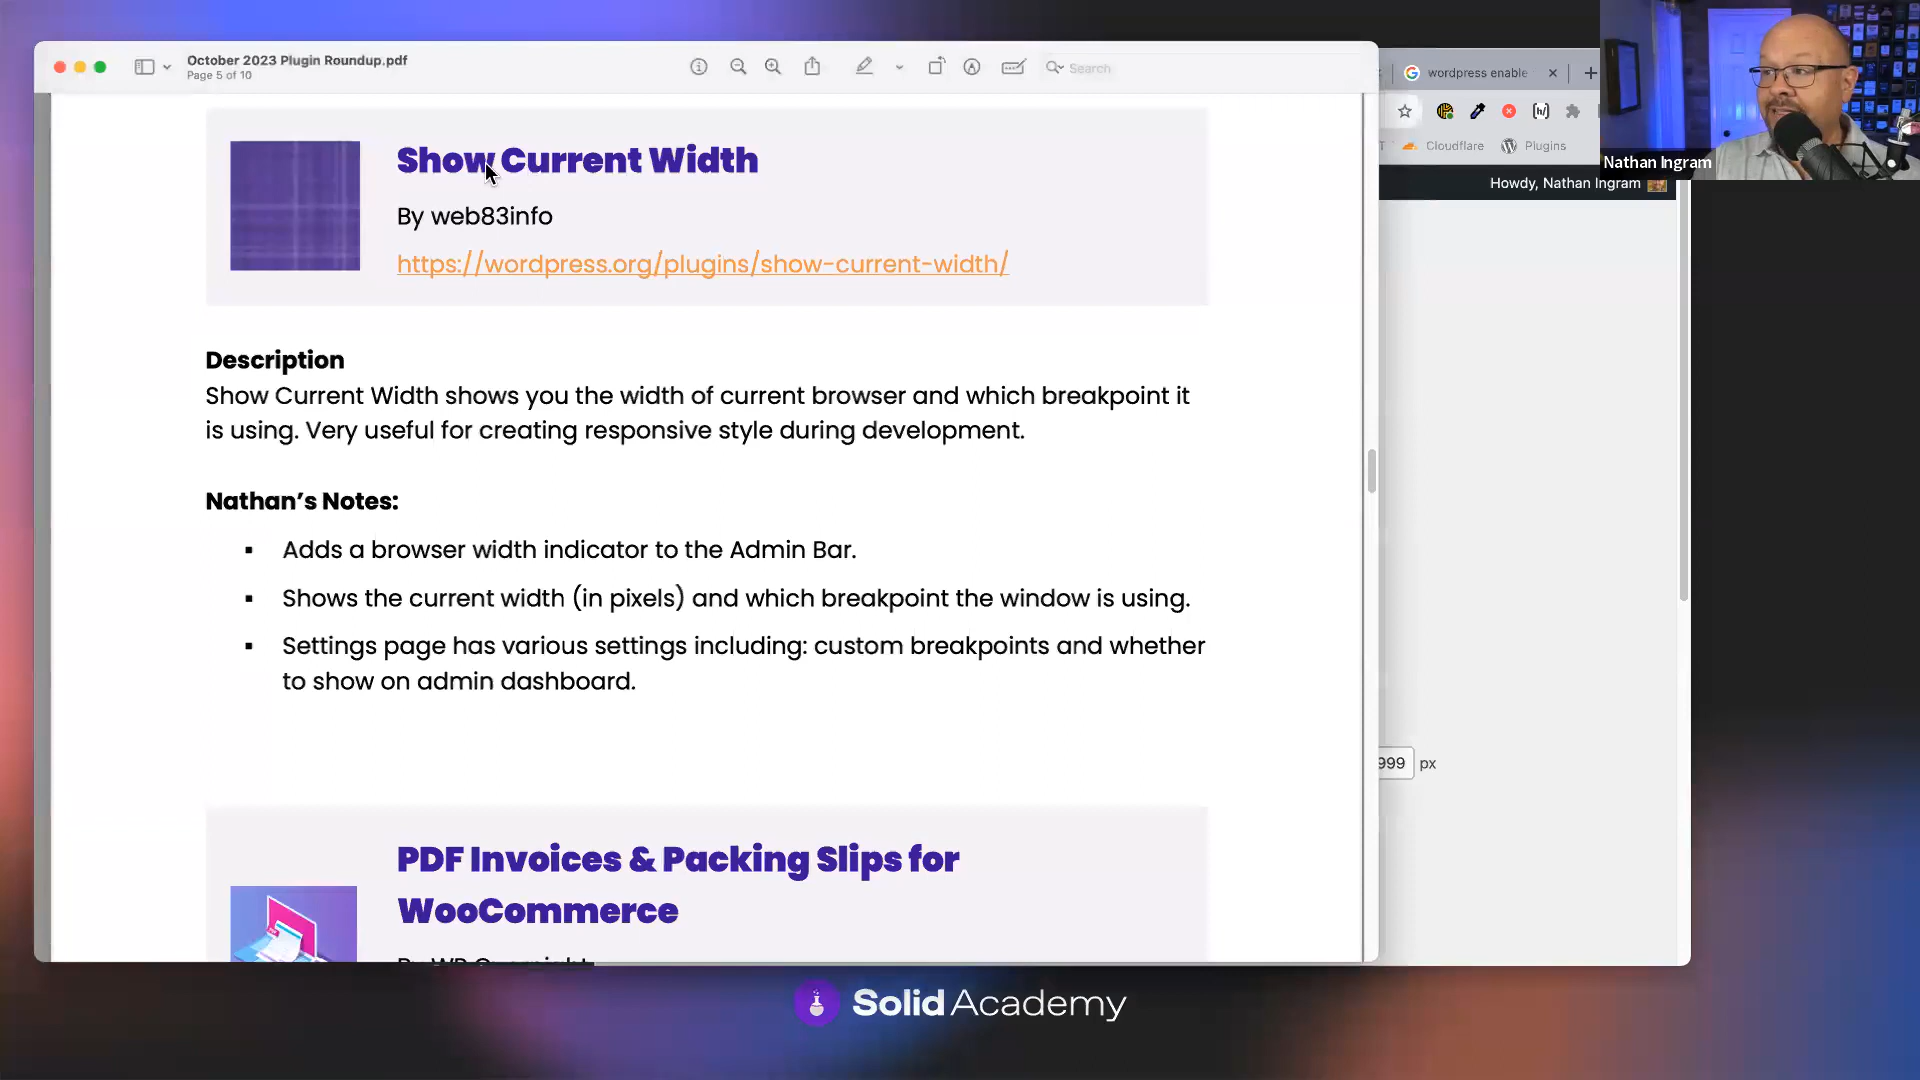 October 2023 Plugin Roundup.pdf
Page 5 of 10
Search
wordpress enable
Cloudflare
Plugins
Nathan Ingram
Howdy, Nathan Ingram
Show Current Width
By web83info
https://wordpress.org/plugins/show-current-width/
Description
Show Current Width shows you the width of current browser and which breakpoint it
is using. Very useful for creating responsive style during development.
Nathan’s Notes:
▪ Adds a browser width indicator to the Admin Bar.
▪ Shows the current width (in pixels) and which breakpoint the window is using.
▪ Settings page has various settings including: custom breakpoints and whether
to show on admin dashboard.
999 px
PDF Invoices & Packing Slips for
WooCommerce
By WP Overnight
Solid Academy